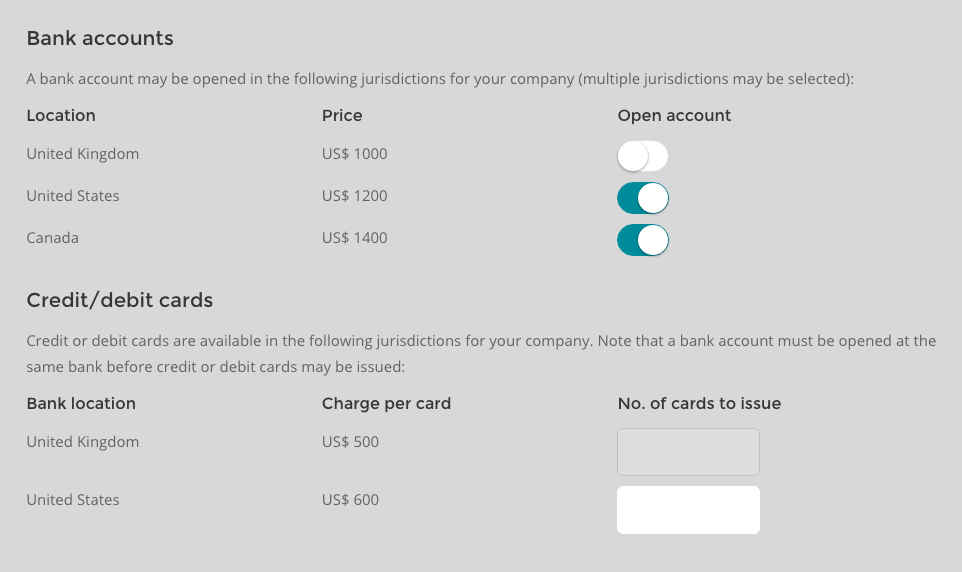 Bank accounts
A bank account may be opened in the following jurisdictions for your company (multiple jurisdictions may be selected):
Location Price Open account
United Kingdom US$ 1000
United States US$ 1200
Canada US$ 1400
Credit/debit cards
Credit or debit cards are available in the following jurisdictions for your company. Note that a bank account must be opened at the
same bank before credit or debit cards may be issued:
Bank location Charge per card No. of cards to issue
United Kingdom US$ 500
United States US$ 600